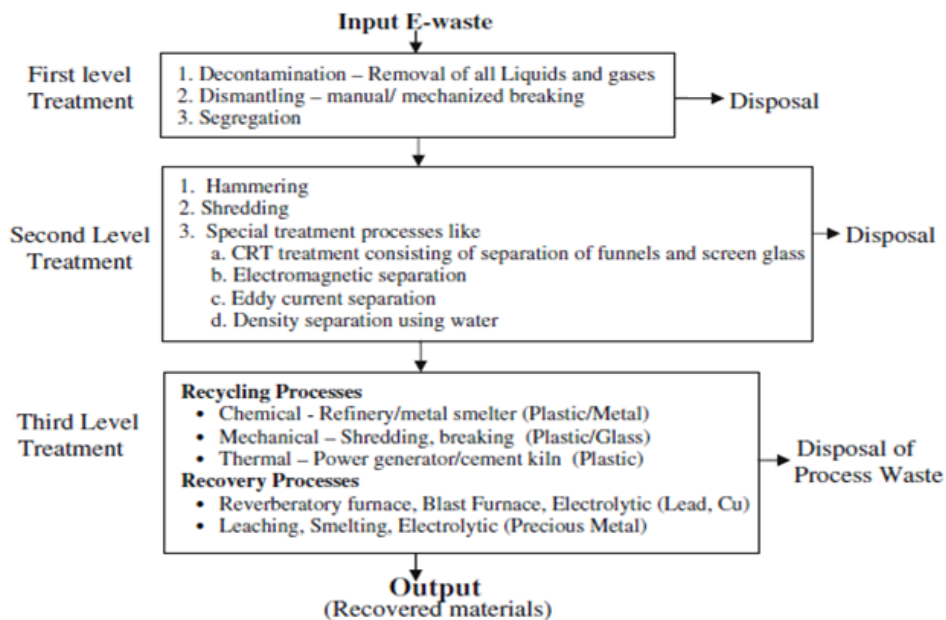 Input E-waste
First level
Treatment
1. Decontamination – Removal of all Liquids and gases
2. Dismantling – manual/ mechanized breaking
3. Segregation
Disposal
Second Level
Treatment
1. Hammering
2. Shredding
3. Special treatment processes like
a. CRT treatment consisting of separation of funnels and screen glass
b. Electromagnetic separation
c. Eddy current separation
d. Density separation using water
Disposal
Third Level
Treatment
Recycling Processes
• Chemical - Refinery/metal smelter (Plastic/Metal)
• Mechanical – Shredding, breaking (Plastic/Glass)
• Thermal – Power generator/cement kiln (Plastic)
Recovery Processes
• Reverberatory furnace, Blast Furnace, Electrolytic (Lead, Cu)
• Leaching, Smelting, Electrolytic (Precious Metal)
Disposal of
Process Waste
Output
(Recovered materials)